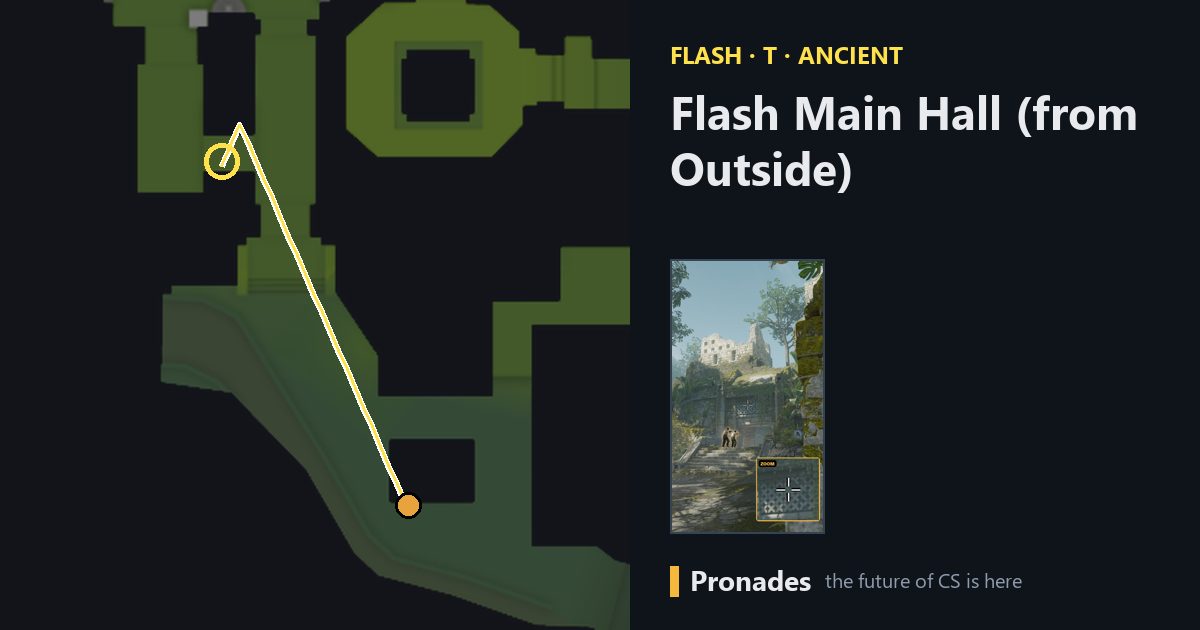 FLASH · T · ANCIENT
Flash Main Hall (from
Outside)
ZOOM
Pronades the future of CS is here